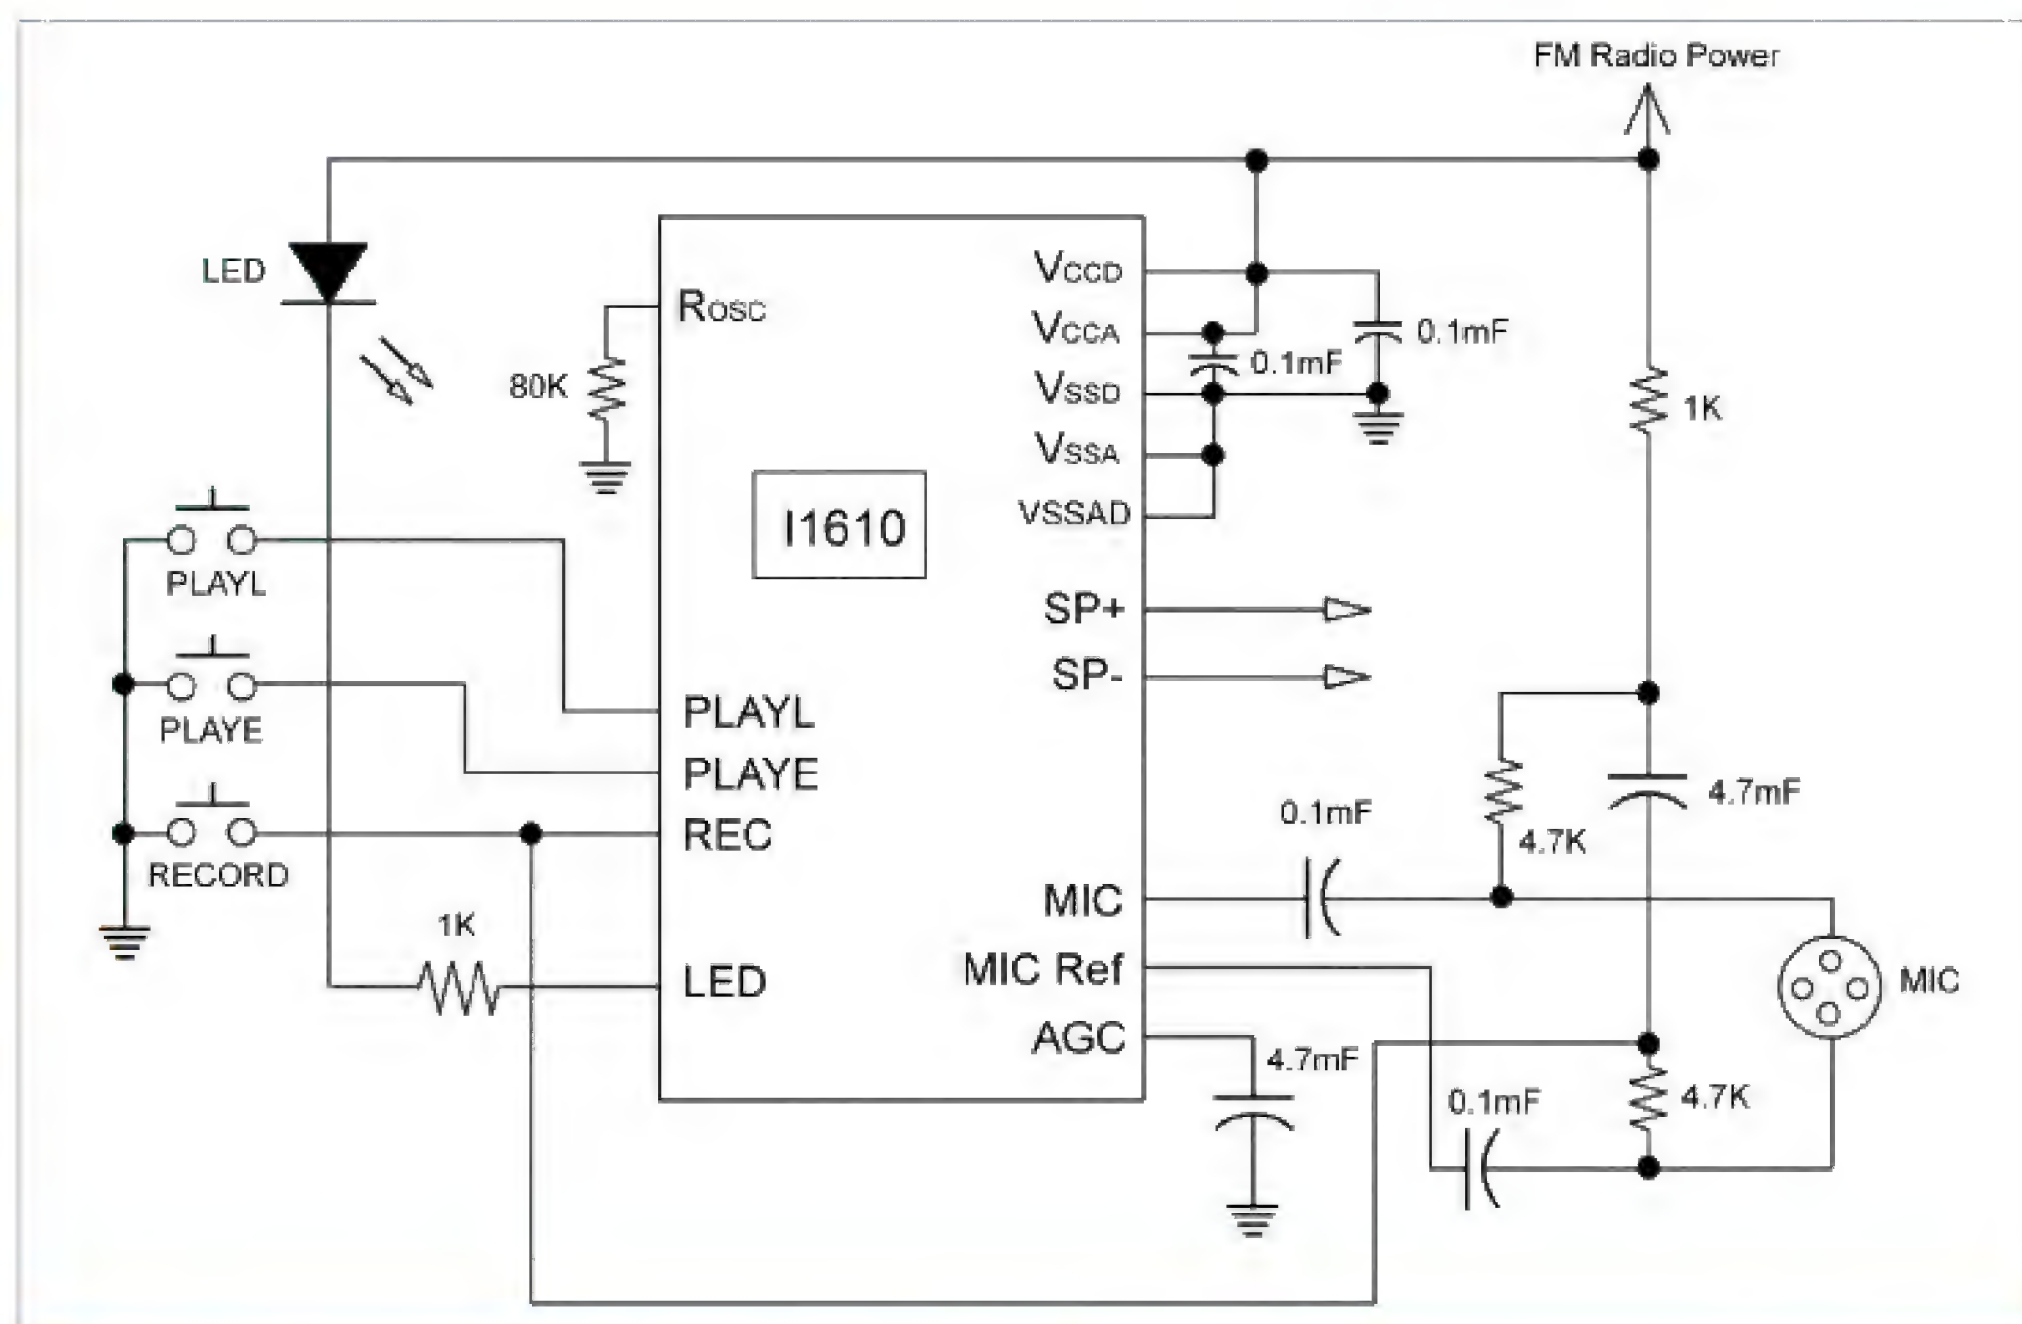 FM Radio Power
LED
ROSC
80K
VCCD
VCCA
VSSD
VSSA
VSSAD
0.1mF
0.1mF
1K
I1610
PLAYL
PLAYE
RECORD
SP+
SP-
PLAYL
PLAYE
REC
LED
1K
MIC
MIC Ref
AGC
0.1mF
4.7K
4.7mF
MIC
4.7mF
0.1mF
4.7K